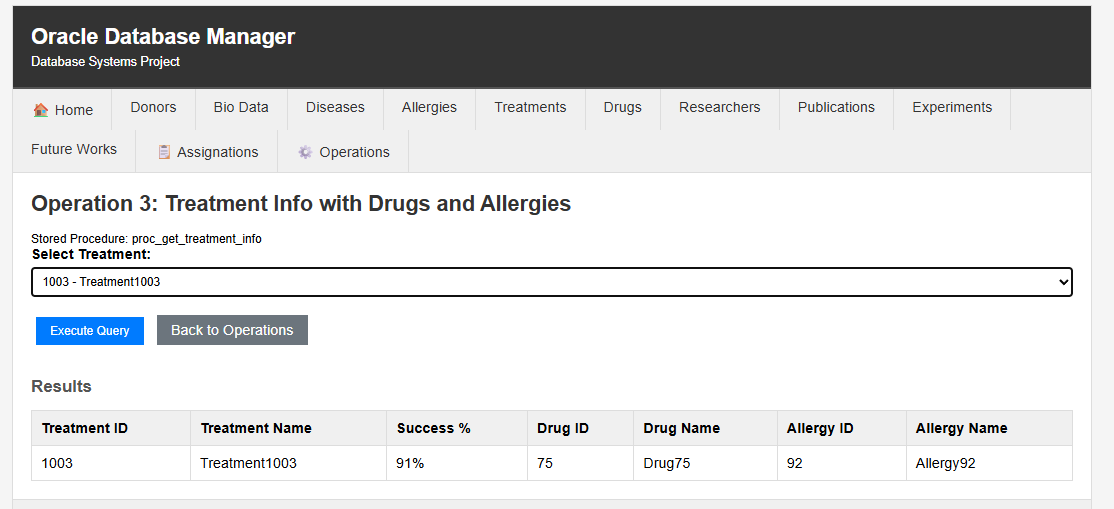 Oracle Database Manager
Database Systems Project
Home Donors Bio Data Diseases Allergies Treatments Drugs Researchers Publications Experiments
Future Works Assignations Operations
Operation 3: Treatment Info with Drugs and Allergies
Stored Procedure: proc_get_treatment_info
Select Treatment:
1003 - Treatment1003
Execute Query Back to Operations
Results
Treatment ID Treatment Name Success % Drug ID Drug Name Allergy ID Allergy Name
1003 Treatment1003 91% 75 Drug75 92 Allergy92